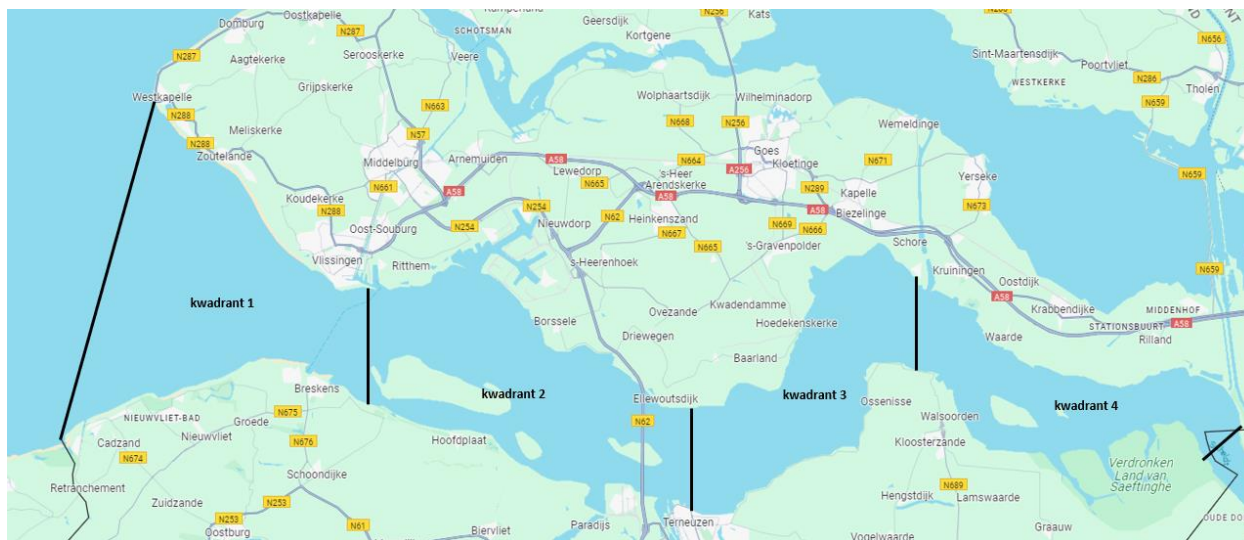 Domburg
Oostkapelle
N287
N287
Aagtekerke
Serooskerke
Veere
SCHOTSMAN
Geersdijk
Kortgene
N256
Kats
Sint-Maartensdijk
WESTKERKE
Poortvliet
N656
N286
N659
Tholen
Westkapelle
N288
Grijpskerke
N663
Wolphaartsdijk
Wilhelminadorp
N668
N256
Wemeldinge
Meliskerke
N288
Zoutelande
N57
Middelburg
Arnemuiden
A58
Lewedorp
N664
's-Heer
Arendskerke
Goes
Kloetinge
A256
N671
Yerseke
N659
N661
A58
N665
A58
N289
Kapelle
N673
Koudekerke
N288
N254
N254
N62
Heinkenszand
N669
A58
N666
Biezelinge
Oost-Souburg
Nieuwdorp
N667
N665
's-Gravenpolder
Schore
Vlissingen
Ritthem
's-Heerenhoek
Kruiningen
Oostdijk
N659
kwadrant 1
A58
Krabbendijke
MIDDENHOF
Kwadendamme
Ovezande
Hoedekenskerke
STATIONSBUURT
A58
Borssele
Driewegen
Waarde
Rilland
Baarland
Breskens
kwadrant 2
kwadrant 3
Ellewoutsdijk
Ossenisse
kwadrant 4
NIEUWVLIET-BAD
N675
Groede
N62
Walsoorden
Cadzand
Nieuwvliet
N676
Hoofdplaat
Kloosterzande
N674
Schoondijke
Verdronken
Land van
Saeftinghe
Retranchement
N689
Zuidzande
N253
Hengstdijk
Lamswaarde
N253
N61
Paradijs
Terneuzen
Oostburg
Biervliet
Vogelwaarde
Graauw
OUDE DO